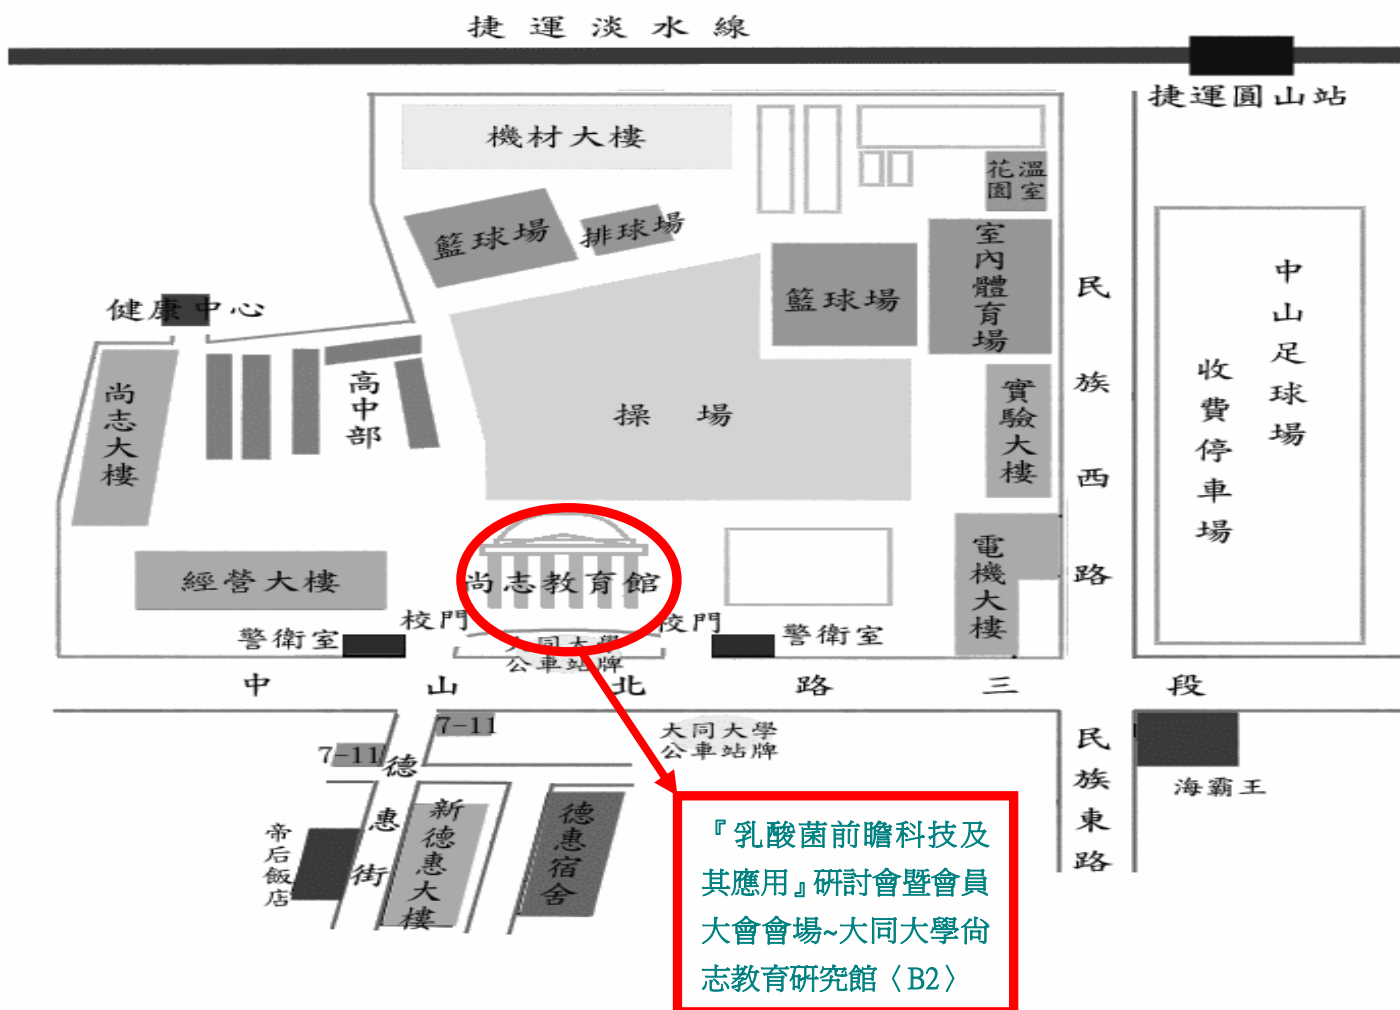 捷運淡水線
捷運圓山站
機材大樓
花溫
園室
籃球場
排球場
室內體育場
籃球場
健康中心
民族西路
中山足球場
收費停車場
尚志大樓
高中部
操場
實驗大樓
電機大樓
經營大樓
尚志教育館
校門
校門
警衛室
警衛室
大同大學
公車站牌
中山北路三段
7-11
7-11
大同大學
公車站牌
民族東路
海霸王
德惠街
帝后飯店
新德惠大樓
德惠宿舍
『乳酸菌前瞻科技及
其應用』研討會暨會員
大會會場~大同大學尚
志教育研究館〈B2〉